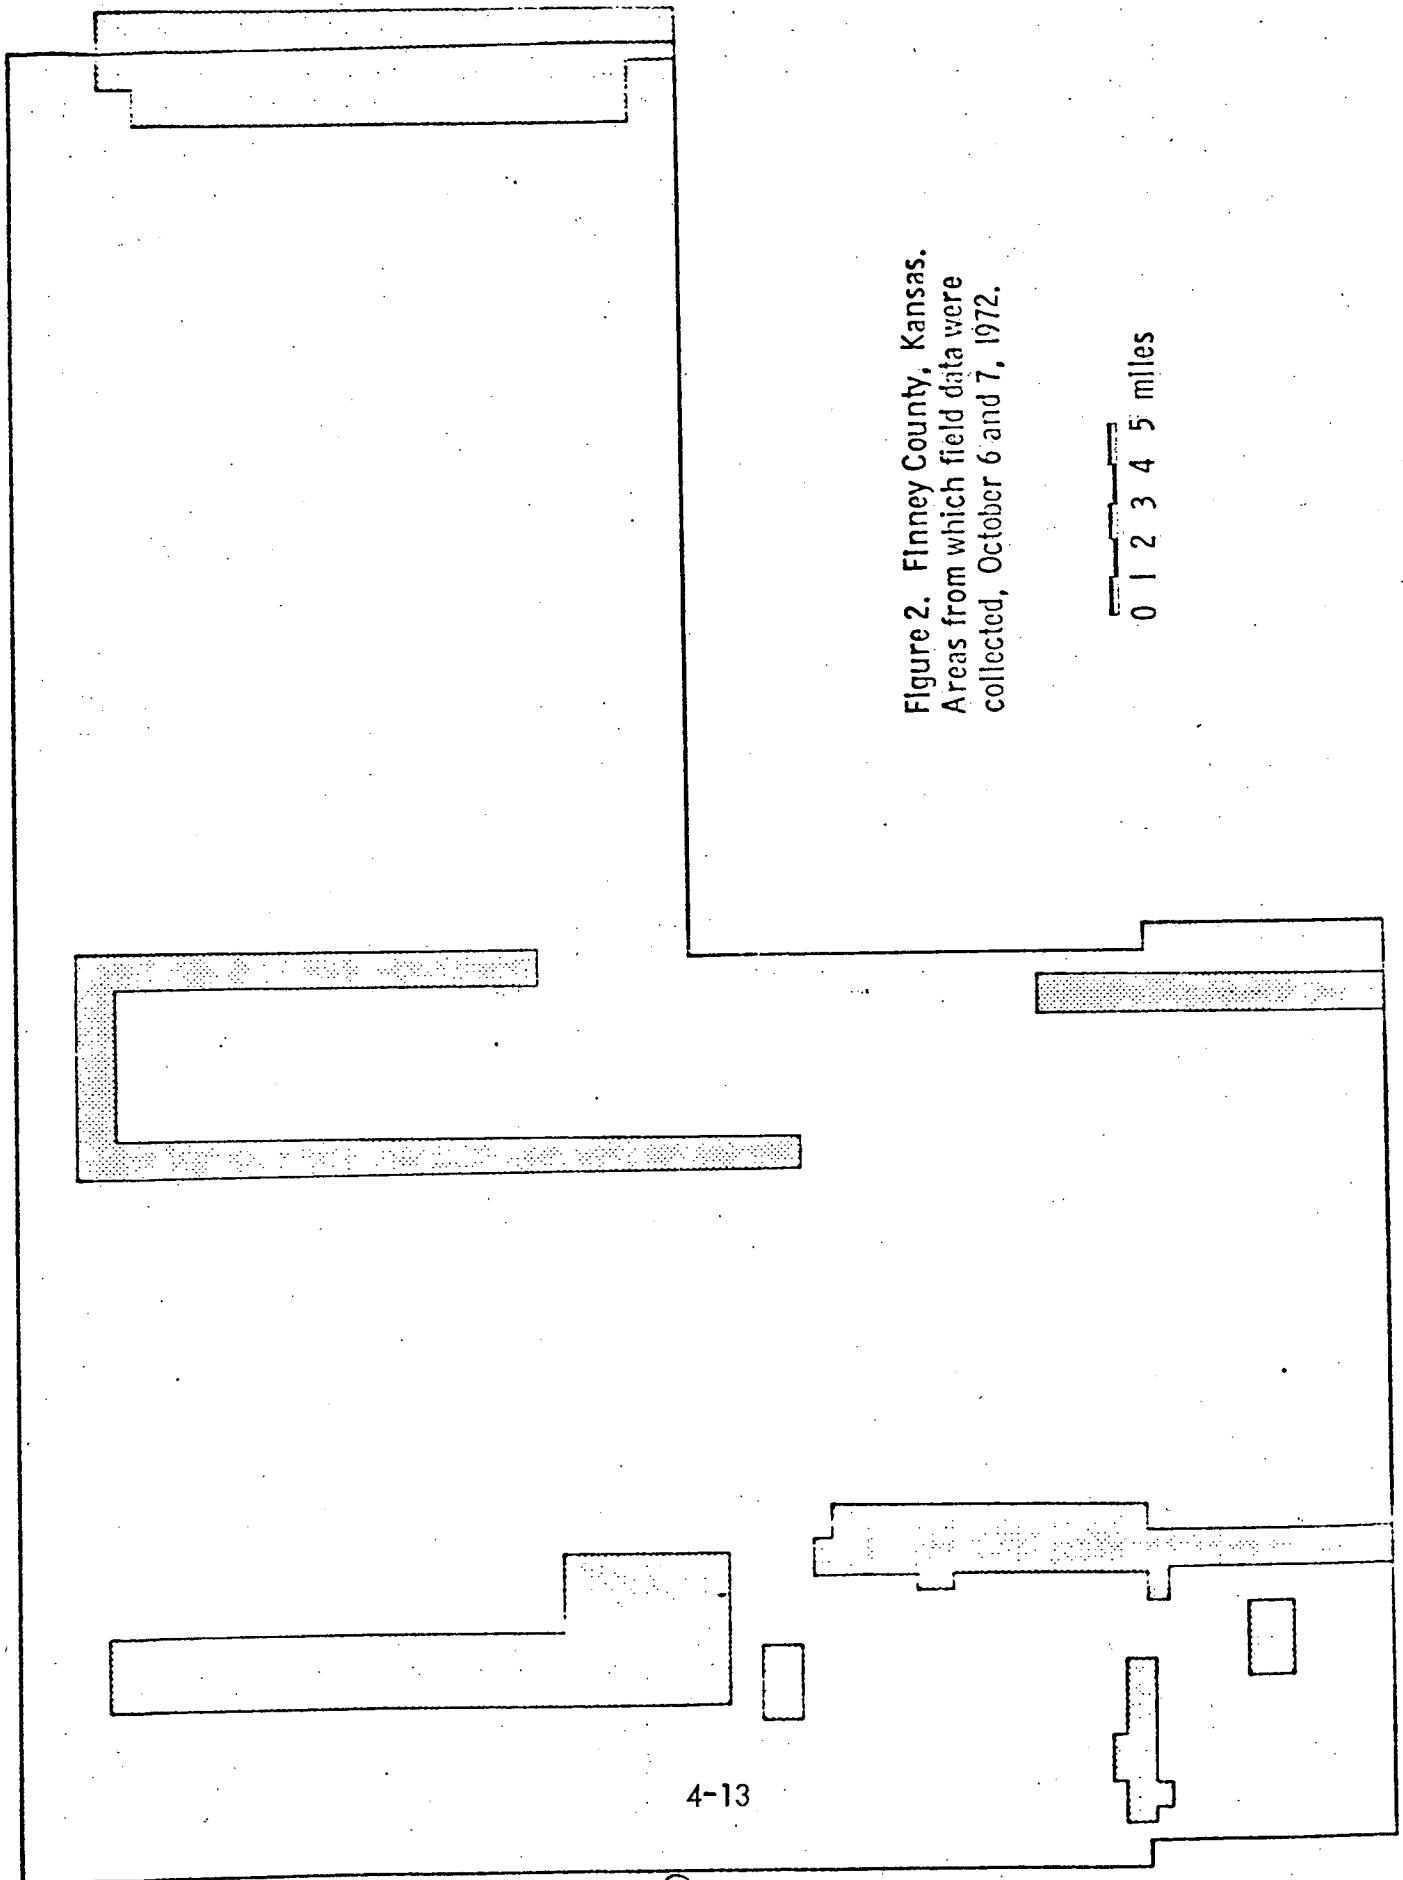 Figure 2. Finney County, Kansas.
Areas from which field data were
collected, October 6 and 7, 1972.
0 1 2 3 4 5 miles
4-13